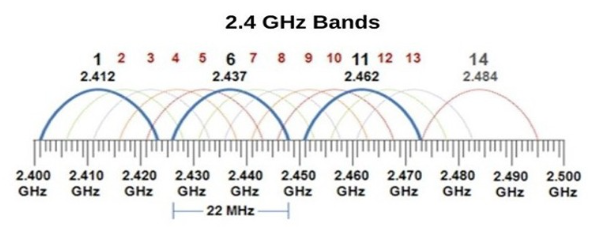 2.4 GHz Bands
1 2 3 4 5 6 7 8 9 10 11 12 13 14
2.412 2.437 2.462 2.484
2.400 2.410 2.420 2.430 2.440 2.450 2.460 2.470 2.480 2.490 2.500
GHz GHz GHz GHz GHz GHz GHz GHz GHz GHz GHz
22 MHz